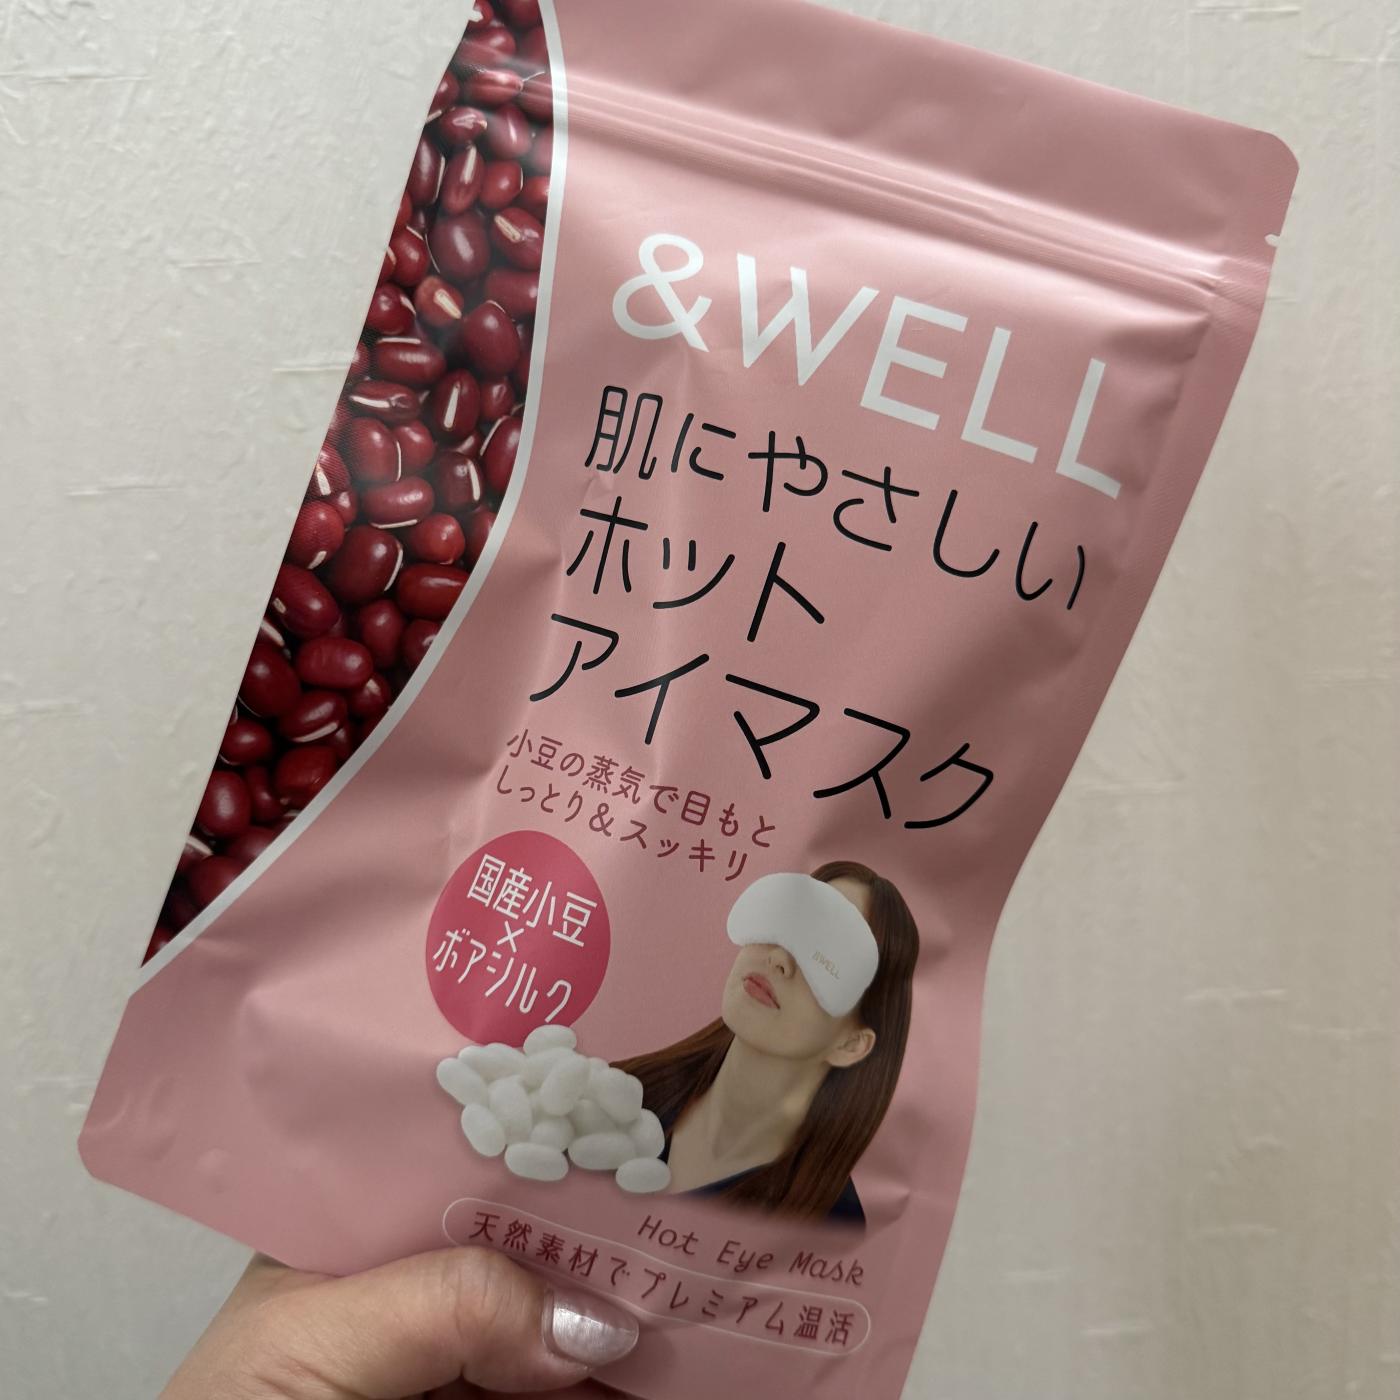 &WELL
肌にやさしい
ホット
アイマスク
小豆の蒸気で目もと
しっとり&スッキリ
国産小豆
×
ボアシルク
&WELL
Hot Eye Mask
天然素材でプレミアム温活